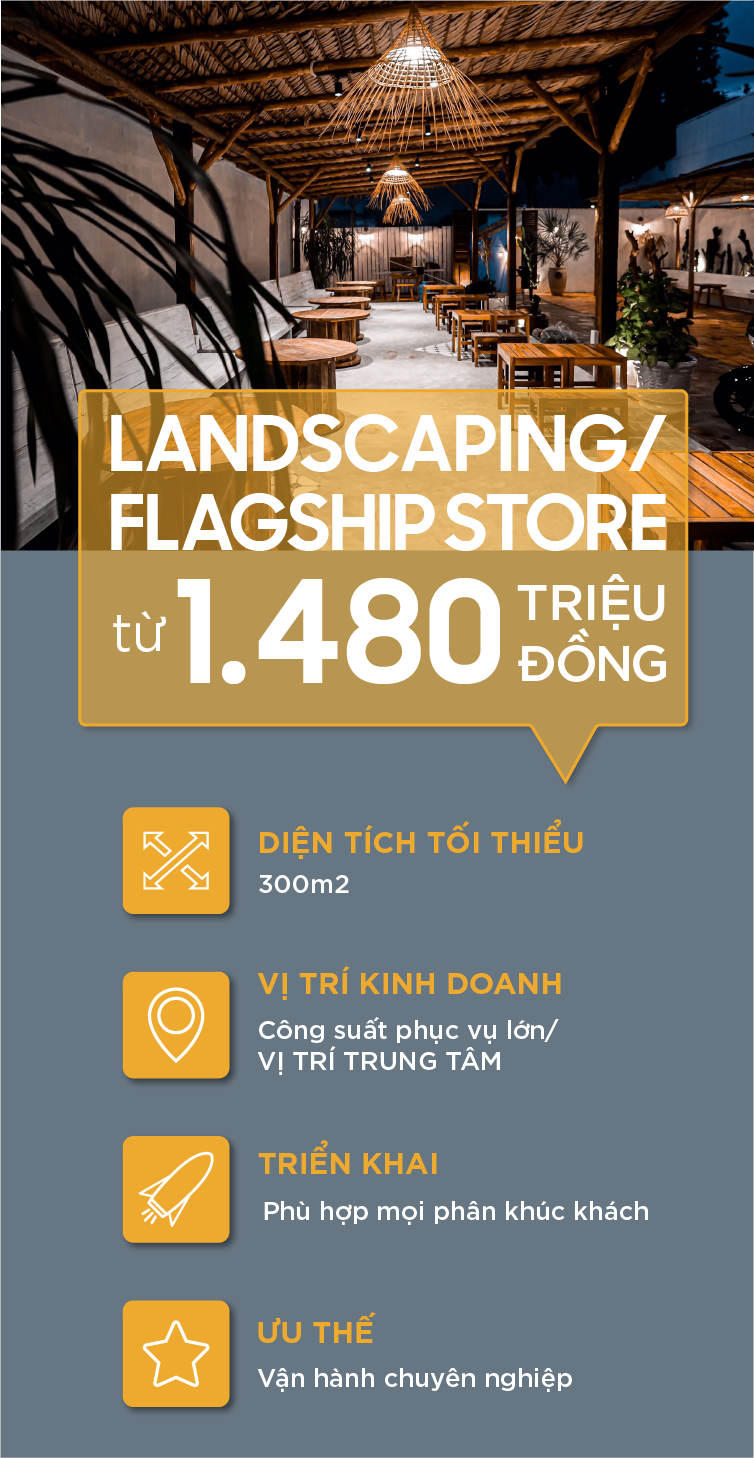 LANDSCAPING/
FLAGSHIP STORE
từ 1.480 TRIỆU
ĐỒNG
DIỆN TÍCH TỐI THIỂU
300m2
VỊ TRÍ KINH DOANH
Công suất phục vụ lớn/
VỊ TRÍ TRUNG TÂM
TRIỂN KHAI
Phù hợp mọi phân khúc khách
ƯU THẾ
Vận hành chuyên nghiệp